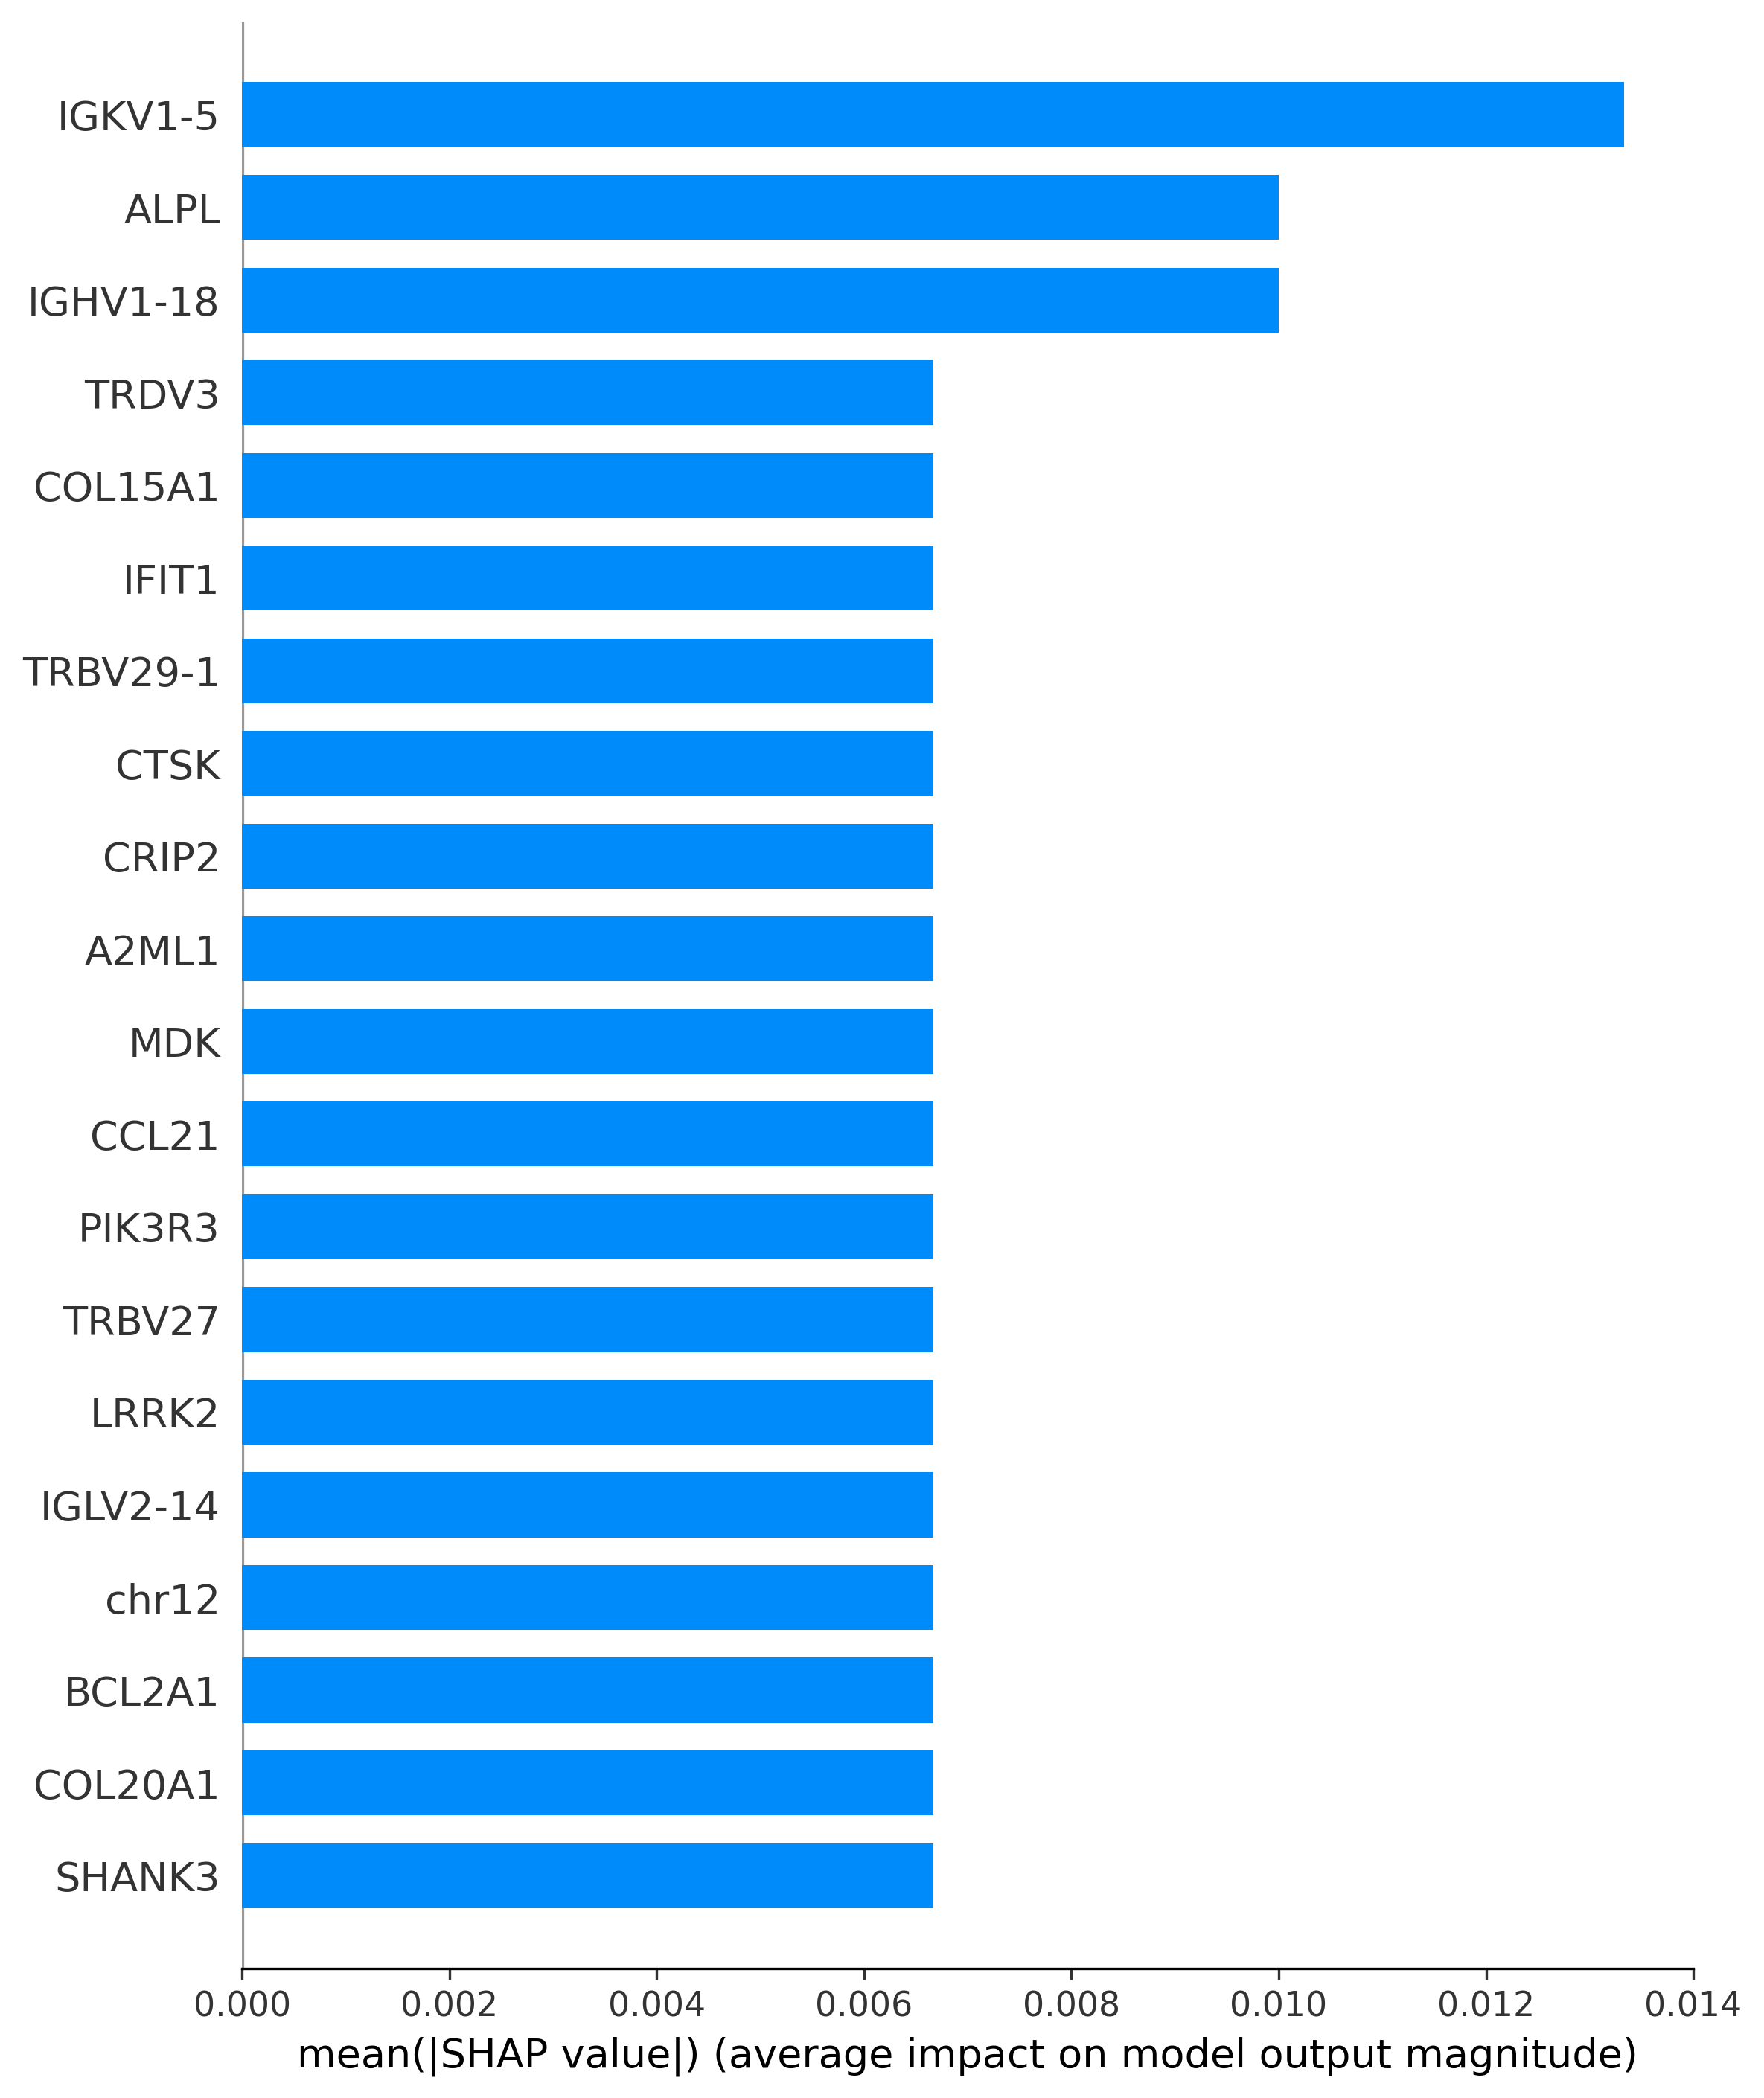 IGKV1-5
ALPL
IGHV1-18
TRDV3
COL15A1
IFIT1
TRBV29-1
CTSK
CRIP2
A2ML1
MDK
CCL21
PIK3R3
TRBV27
LRRK2
IGLV2-14
chr12
BCL2A1
COL20A1
SHANK3
0.000 0.002 0.004 0.006 0.008 0.010 0.012 0.014
mean(|SHAP value|) (average impact on model output magnitude)